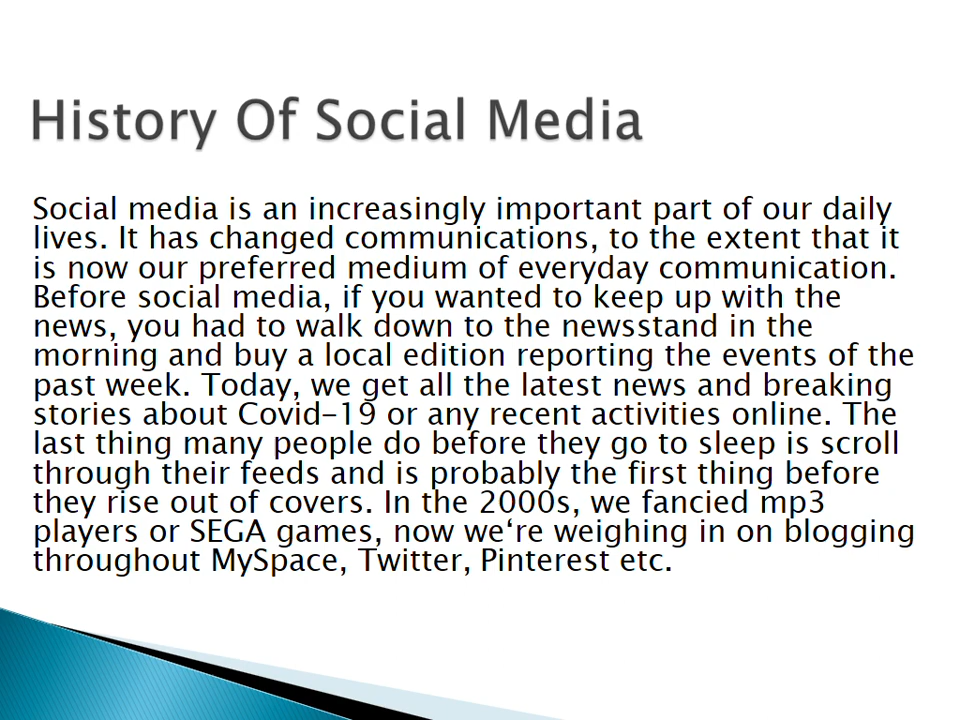 History Of Social Media
Social media is an increasingly important part of our daily
lives. It has changed communications, to the extent that it
is now our preferred medium of everyday communication.
Before social media, if you wanted to keep up with the
news, you had to walk down to the newsstand in the
morning and buy a local edition reporting the events of the
past week. Today, we get all the latest news and breaking
stories about Covid-19 or any recent activities online. The
last thing many people do before they go to sleep is scroll
through their feeds and is probably the first thing before
they rise out of covers. In the 2000s, we fancied mp3
players or SEGA games, now we‘re weighing in on blogging
throughout MySpace, Twitter, Pinterest etc.